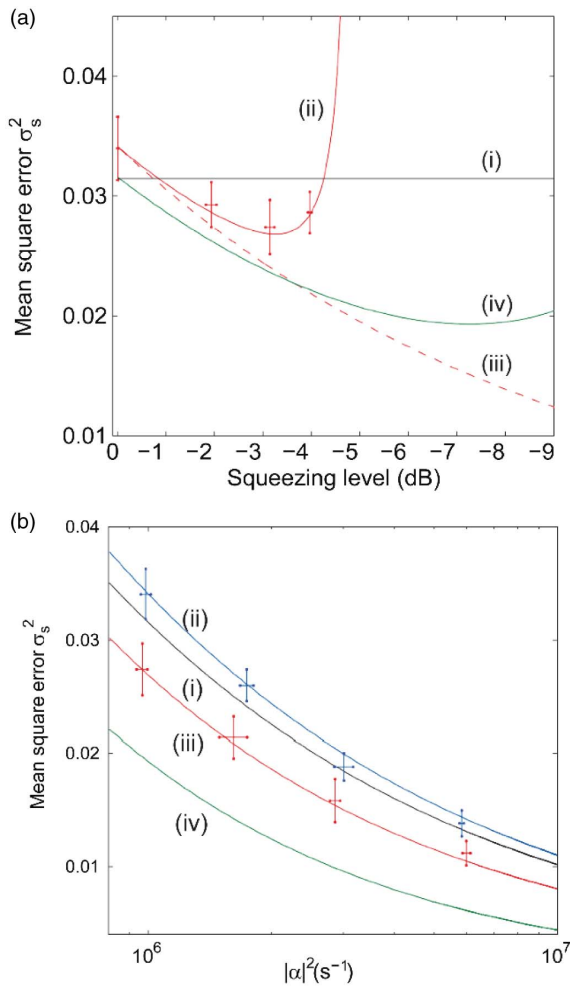 (a)
Mean square error σs²
0.04
0.03
0.02
0.01
(ii)
(i)
(iv)
(iii)
0 −1 −2 −3 −4 −5 −6 −7 −8 −9
Squeezing level (dB)
(b)
Mean square error σs²
0.04
0.03
0.02
0.01
(ii)
(i)
(iii)
(iv)
10⁶ 10⁷
|α|²(s⁻¹)